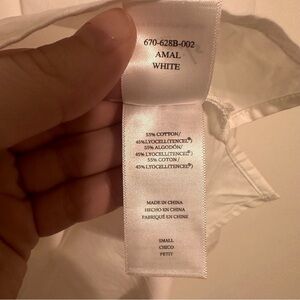 670-628B-002
AMAL
WHITE
55% COTTON/
45% LYOCELL(TENCEL®)
55% ALGODÓN/
45% LYOCELL(TENCEL®)
55% COTON/
45% LYOCELL(TENCEL®)
MADE IN CHINA
HECHO EN CHINA
FABRIQUÉ EN CHINE
SMALL
CHICO
PETIT